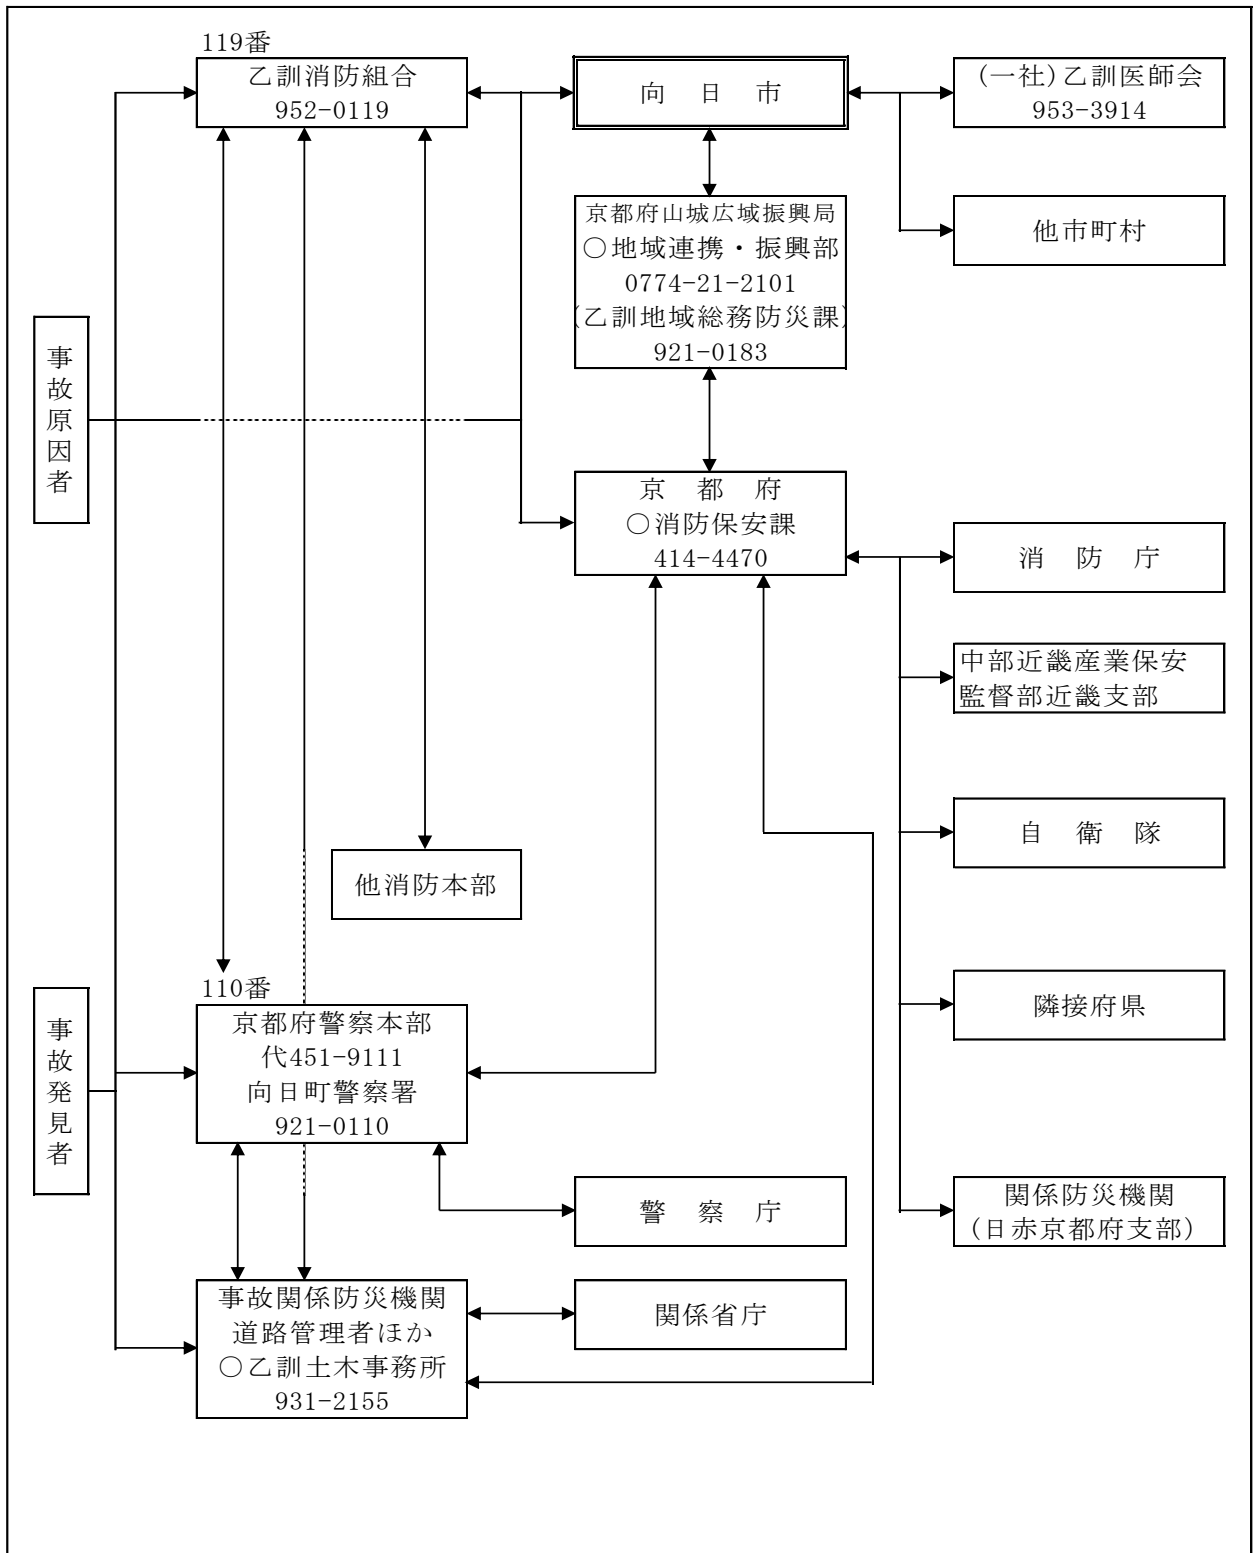 119番
乙訓消防組合
952-0119
向　日　市
(一社)乙訓医師会
953-3914
京都府山城広域振興局
○地域連携・振興部
0774-21-2101
(乙訓地域総務防災課)
921-0183
他市町村
事故原因者
京　都　府
○消防保安課
414-4470
消　防　庁
中部近畿産業保安
監督部近畿支部
自　衛　隊
他消防本部
隣接府県
事故発見者
110番
京都府警察本部
代451-9111
向日町警察署
921-0110
警　察　庁
関係防災機関
(日赤京都府支部)
事故関係防災機関
道路管理者ほか
○乙訓土木事務所
931-2155
関係省庁